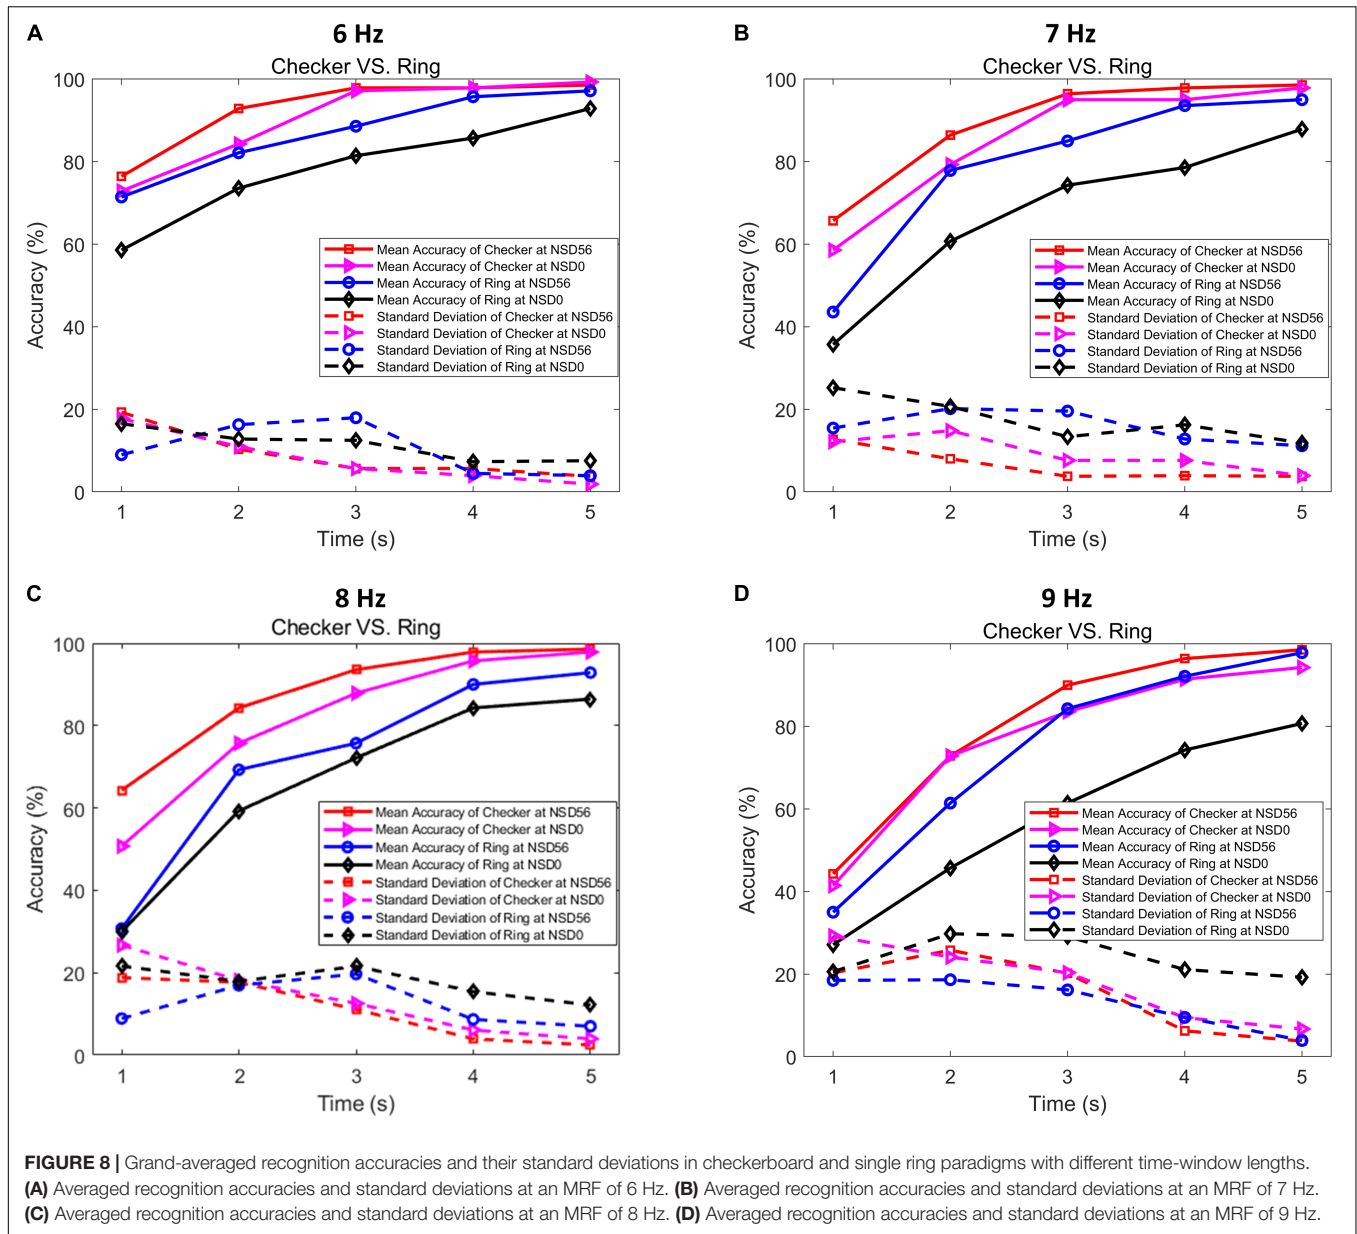 A
6 Hz
Checker VS. Ring
100
80
60
40
20
0
Accuracy (%)
Mean Accuracy of Checker at NSD56
Mean Accuracy of Checker at NSD0
Mean Accuracy of Ring at NSD56
Mean Accuracy of Ring at NSD0
Standard Deviation of Checker at NSD56
Standard Deviation of Checker at NSD0
Standard Deviation of Ring at NSD56
Standard Deviation of Ring at NSD0
1 2 3 4 5
Time (s)
B
7 Hz
Checker VS. Ring
100
80
60
40
20
0
Accuracy (%)
Mean Accuracy of Checker at NSD56
Mean Accuracy of Checker at NSD0
Mean Accuracy of Ring at NSD56
Mean Accuracy of Ring at NSD0
Standard Deviation of Checker at NSD56
Standard Deviation of Checker at NSD0
Standard Deviation of Ring at NSD56
Standard Deviation of Ring at NSD0
1 2 3 4 5
Time (s)
C
8 Hz
Checker VS. Ring
100
80
60
40
20
0
Accuracy (%)
Mean Accuracy of Checker at NSD56
Mean Accuracy of Checker at NSD0
Mean Accuracy of Ring at NSD56
Mean Accuracy of Ring at NSD0
Standard Deviation of Checker at NSD56
Standard Deviation of Checker at NSD0
Standard Deviation of Ring at NSD56
Standard Deviation of Ring at NSD0
1 2 3 4 5
Time (s)
D
9 Hz
Checker VS. Ring
100
80
60
40
20
0
Accuracy (%)
Mean Accuracy of Checker at NSD56
Mean Accuracy of Checker at NSD0
Mean Accuracy of Ring at NSD56
Mean Accuracy of Ring at NSD0
Standard Deviation of Checker at NSD56
Standard Deviation of Checker at NSD0
Standard Deviation of Ring at NSD56
Standard Deviation of Ring at NSD0
1 2 3 4 5
Time (s)
FIGURE 8 | Grand-averaged recognition accuracies and their standard deviations in checkerboard and single ring paradigms with different time-window lengths.
(A) Averaged recognition accuracies and standard deviations at an MRF of 6 Hz. (B) Averaged recognition accuracies and standard deviations at an MRF of 7 Hz.
(C) Averaged recognition accuracies and standard deviations at an MRF of 8 Hz. (D) Averaged recognition accuracies and standard deviations at an MRF of 9 Hz.